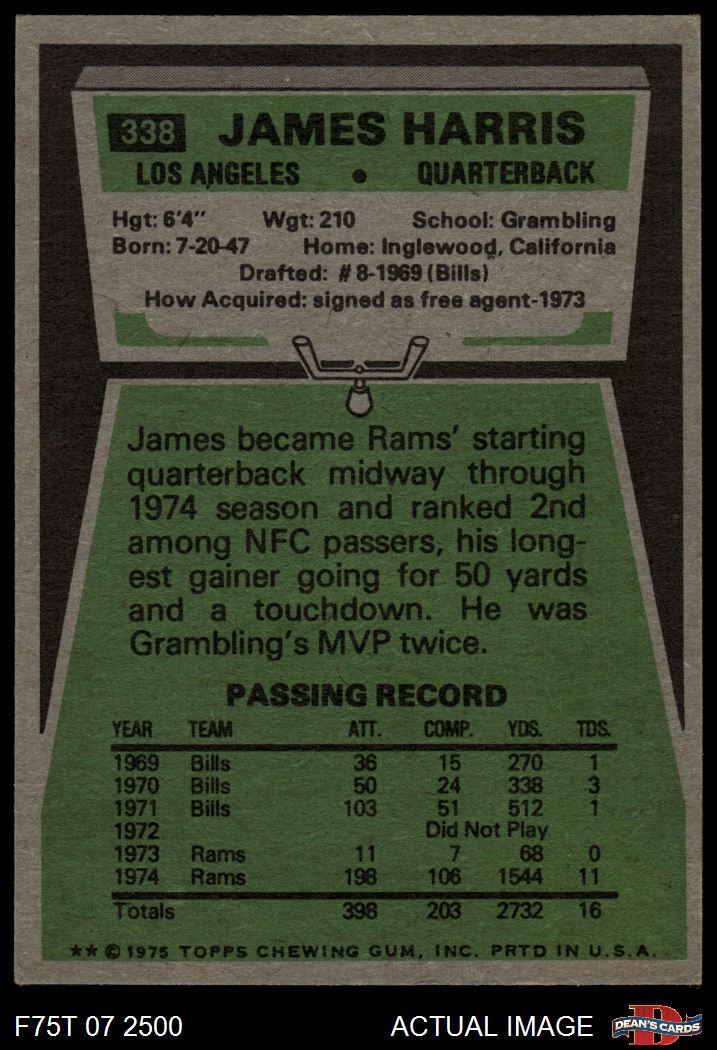 338 JAMES HARRIS
LOS ANGELES • QUARTERBACK
Hgt: 6'4" Wgt: 210 School: Grambling
Born: 7-20-47 Home: Inglewood, California
Drafted: #8-1969 (Bills)
How Acquired: signed as free agent-1973
James became Rams' starting
quarterback midway through
1974 season and ranked 2nd
among NFC passers, his long-
est gainer going for 50 yards
and a touchdown. He was
Grambling's MVP twice.
PASSING RECORD
YEAR TEAM ATT. COMP. YDS. TDS.
1969 Bills 36 15 270 1
1970 Bills 50 24 338 3
1971 Bills 103 51 512 1
1972 Did Not Play
1973 Rams 11 7 68 0
1974 Rams 198 106 1544 11
Totals 398 203 2732 16
** © 1975 TOPPS CHEWING GUM, INC. PRTD IN U.S.A.
F75T 07 2500 ACTUAL IMAGE D DEAN'S CARDS